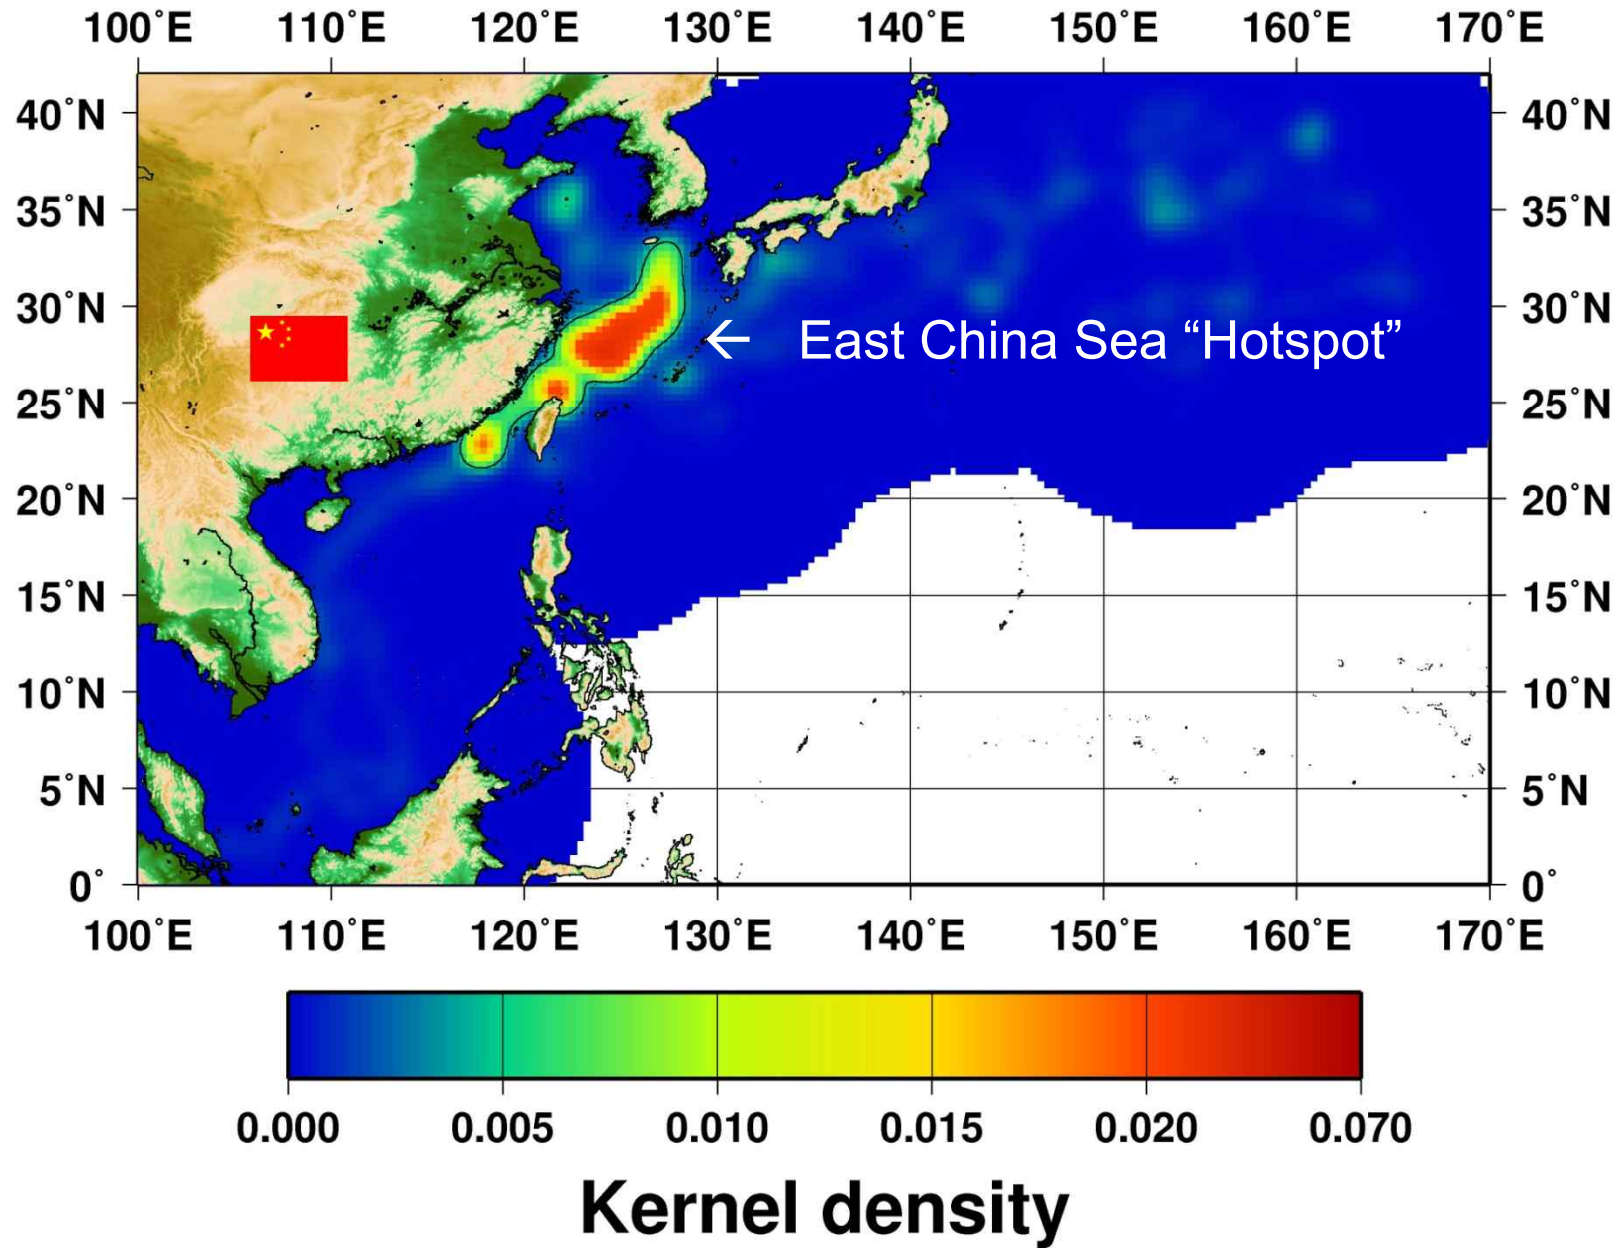 100°E 110°E 120°E 130°E 140°E 150°E 160°E 170°E
40°N 40°N
35°N 35°N
30°N 30°N
← East China Sea “Hotspot”
25°N 25°N
20°N 20°N
15°N 15°N
10°N 10°N
5°N 5°N
0° 0°
100°E 110°E 120°E 130°E 140°E 150°E 160°E 170°E
0.000 0.005 0.010 0.015 0.020 0.070
Kernel density